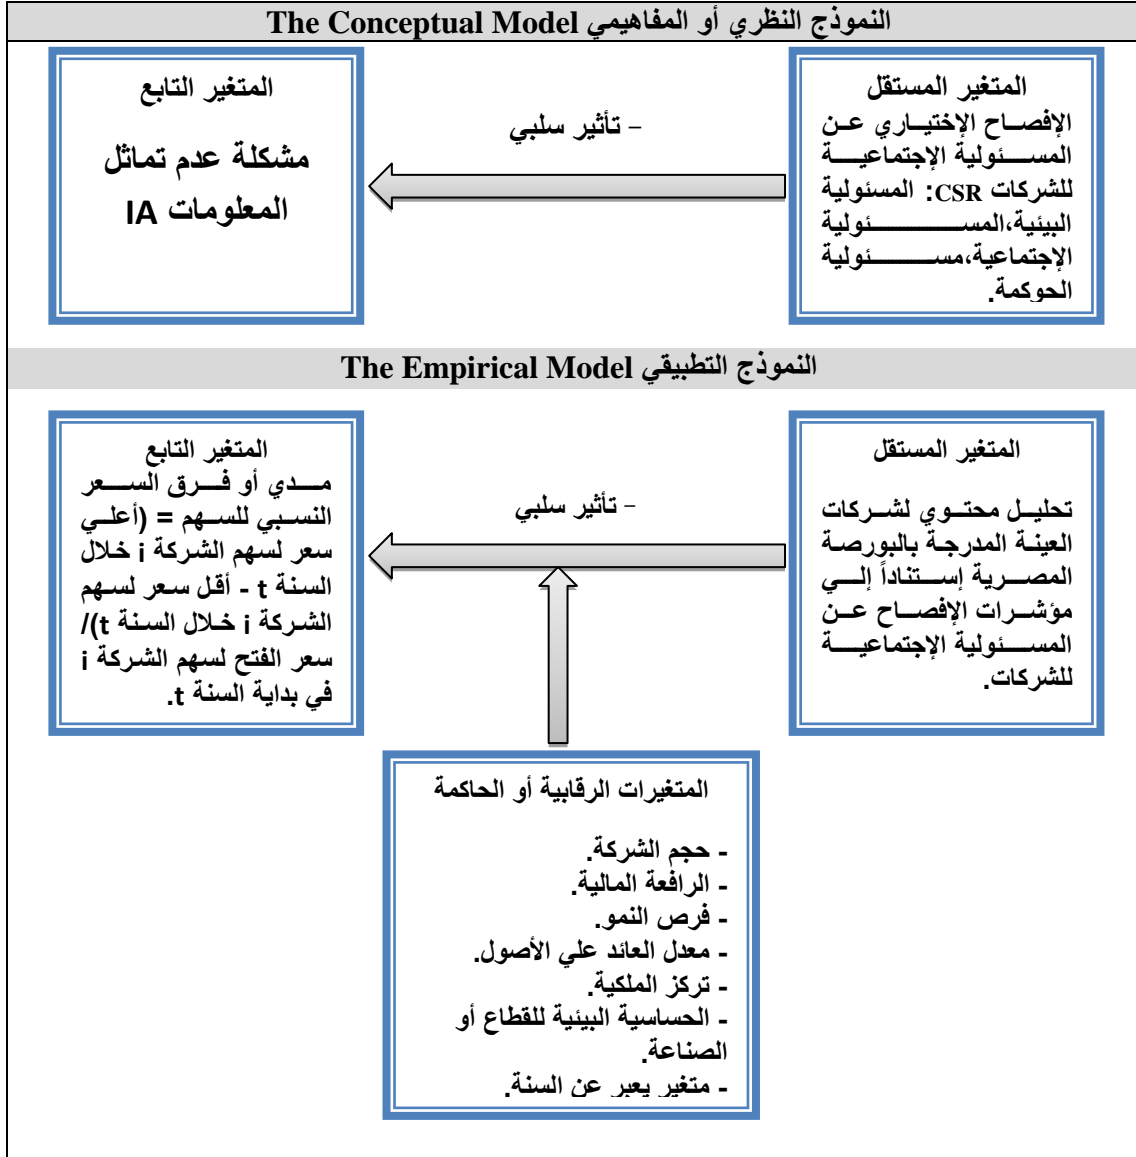 النموذج النظري أو المفاهيمي The Conceptual Model
المتغير المستقل
الإفصاح الإختياري عن
المسئولية الإجتماعية
للشركات CSR: المسئولية
البيئية،المسئولية
الإجتماعية،مسئولية
الحوكمة.
- تأثير سلبي
المتغير التابع
مشكلة عدم تماثل
المعلومات IA
النموذج التطبيقي The Empirical Model
المتغير المستقل
تحليل محتوي لشركات
العينة المدرجة بالبورصة
المصرية إستناداً إلي
مؤشرات الإفصاح عن
المسئولية الإجتماعية
للشركات.
- تأثير سلبي
المتغير التابع
مدي أو فرق السعر
النسبي للسهم = (أعلي
سعر لسهم الشركة i خلال
السنة t - أقل سعر لسهم
الشركة i خلال السنة t)/
سعر الفتح لسهم الشركة i
في بداية السنة t.
المتغيرات الرقابية أو الحاكمة
- حجم الشركة.
- الرافعة المالية.
- فرص النمو.
- معدل العائد علي الأصول.
- تركز الملكية.
- الحساسية البيئية للقطاع أو
الصناعة.
- متغير يعبر عن السنة.